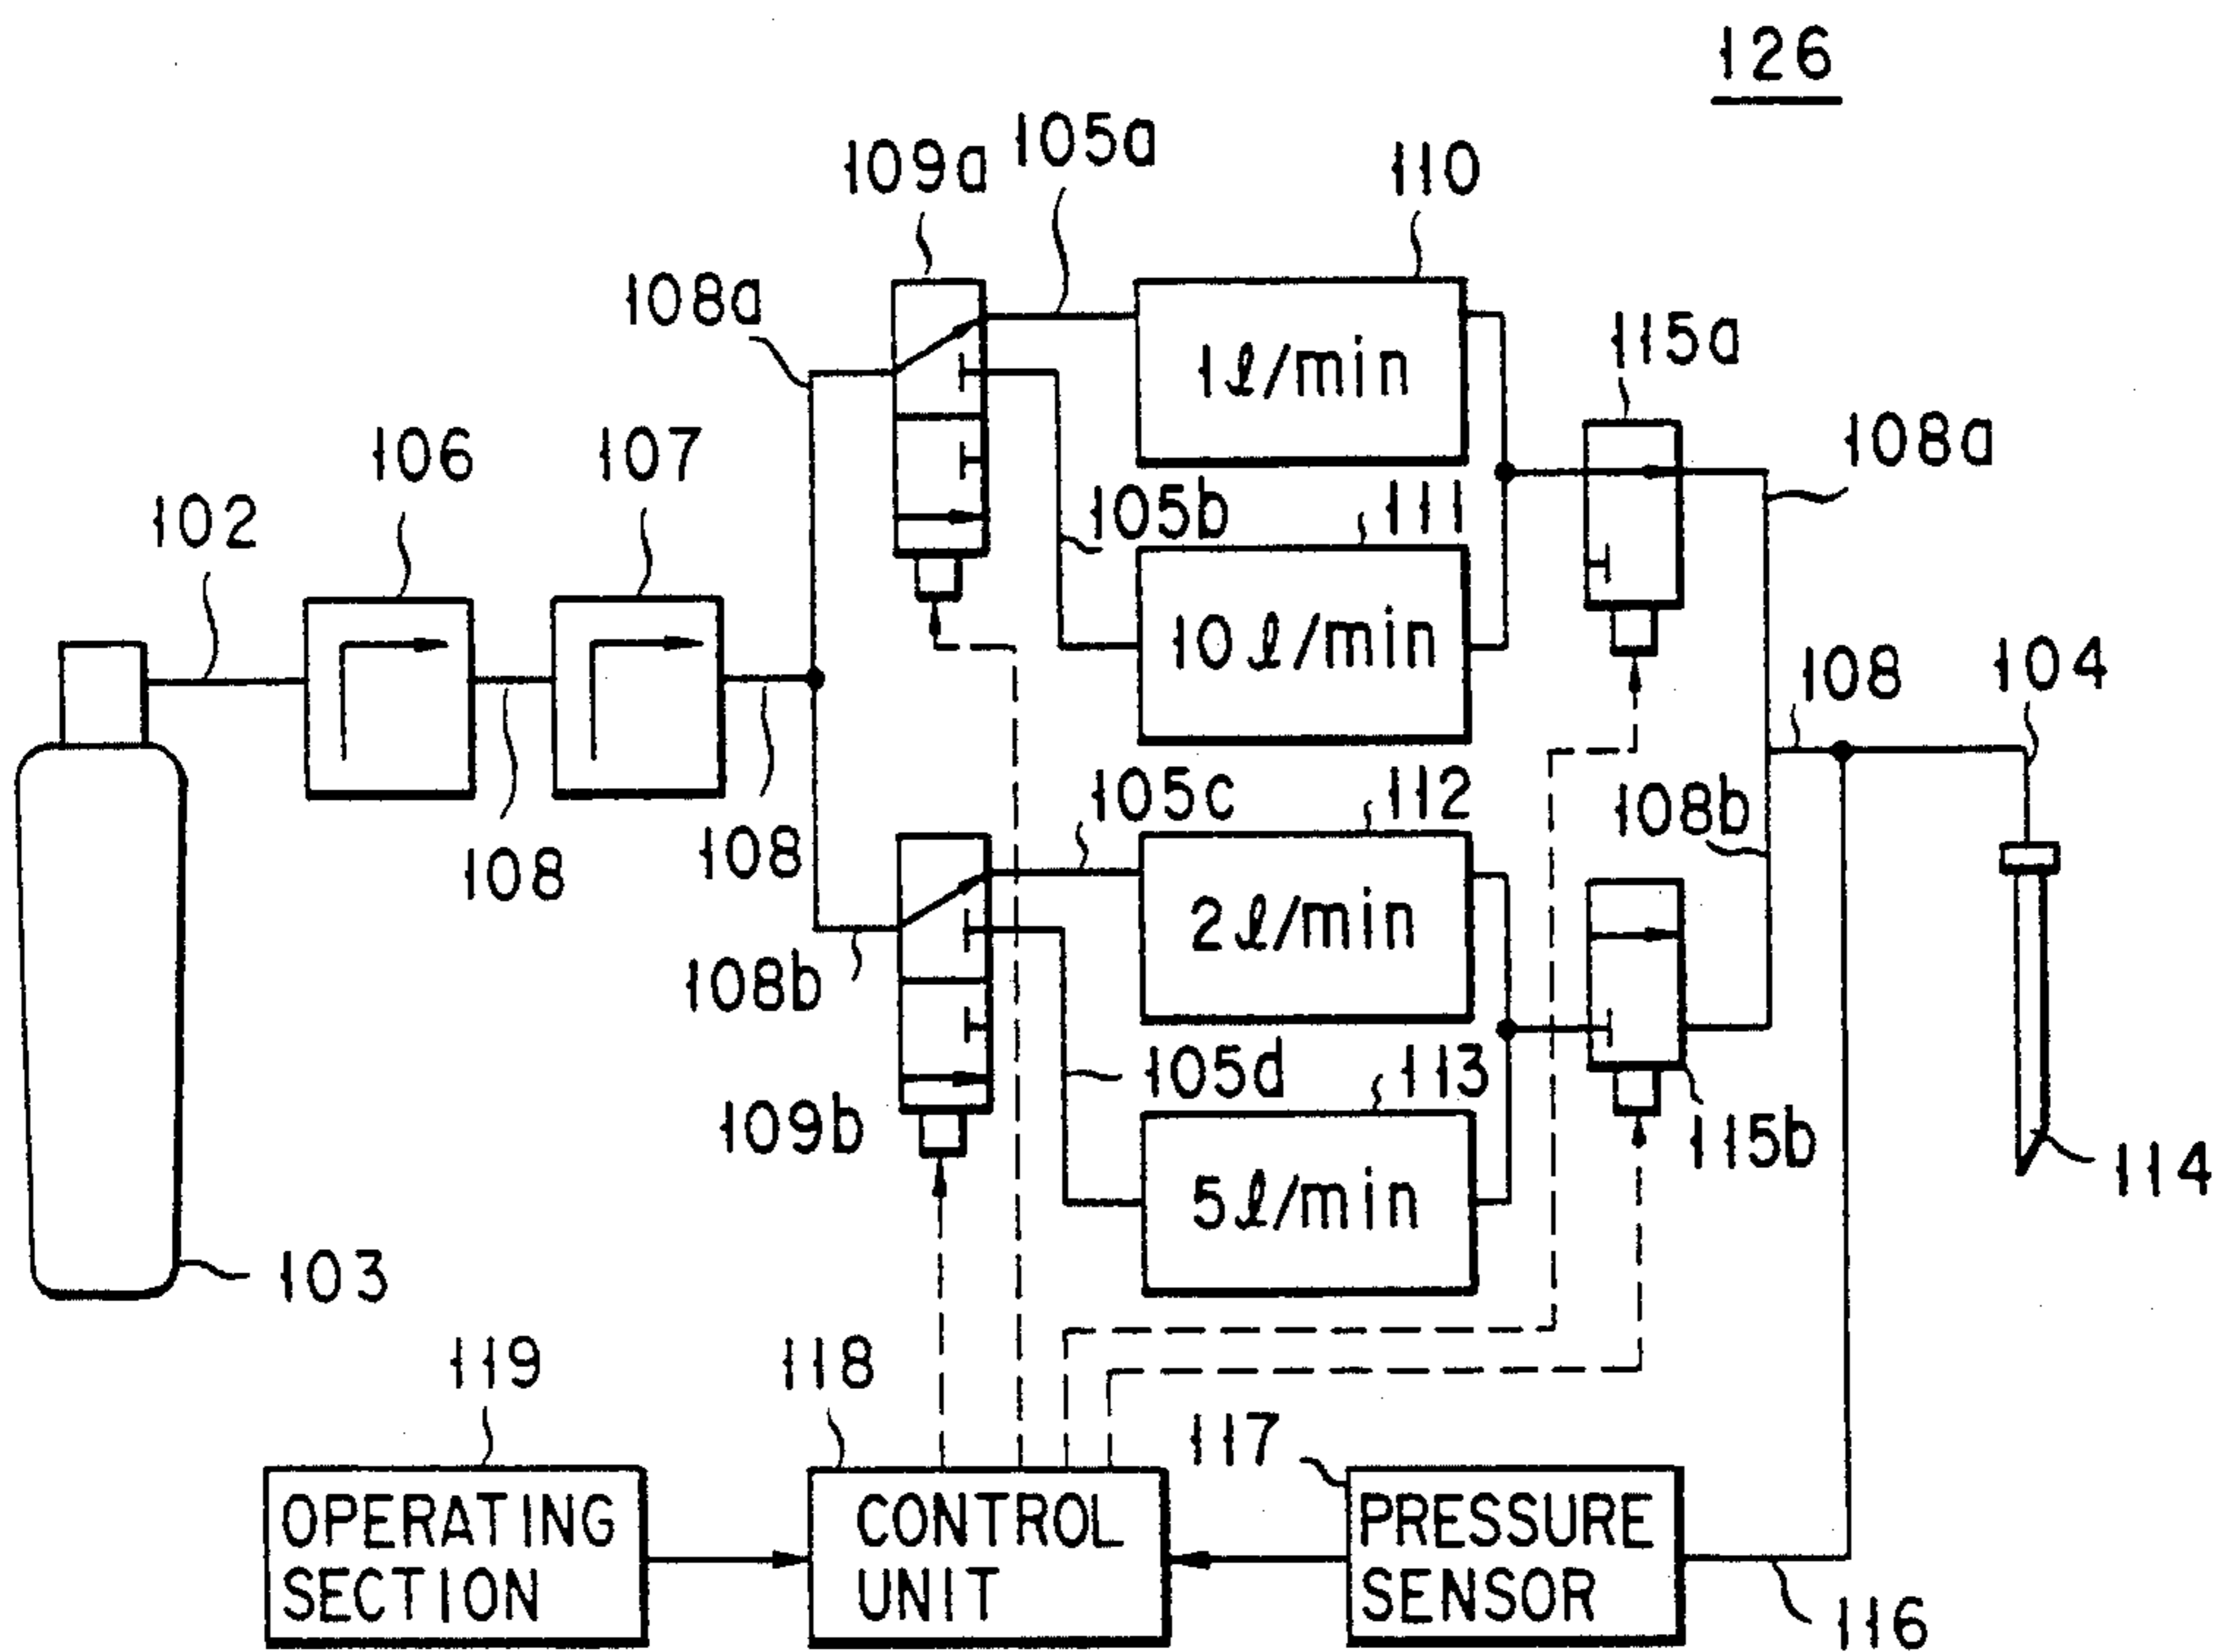 126
105a
109a
110
108a
1ℓ/min
115a
108a
106
107
105b
111
102
10ℓ/min
108
104
105c
112
108b
108
108
2ℓ/min
108b
105d
113
109b
115b
114
5ℓ/min
103
119
118
117
OPERATING
SECTION
CONTROL
UNIT
PRESSURE
SENSOR
116